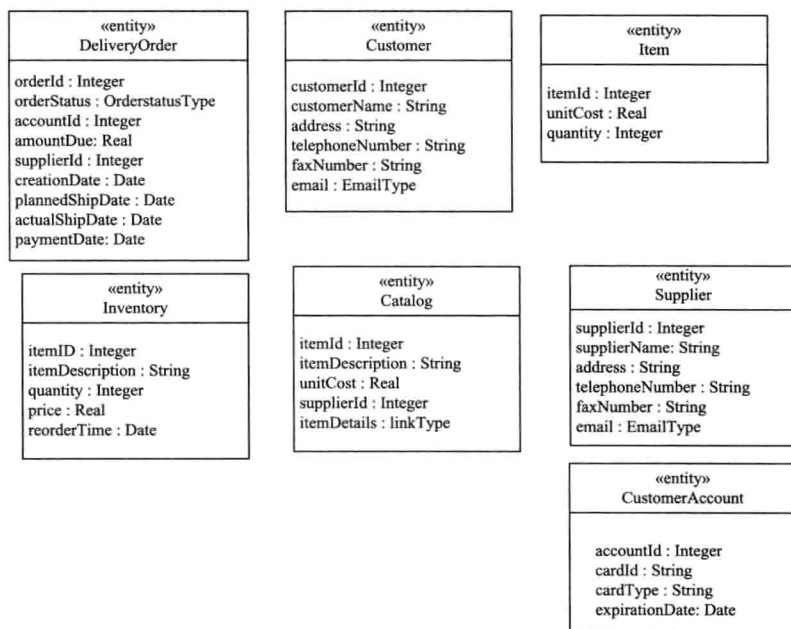 «entity»
DeliveryOrder
orderId : Integer
orderStatus : OrderstatusType
accountId : Integer
amountDue: Real
supplierId : Integer
creationDate : Date
plannedShipDate : Date
actualShipDate : Date
paymentDate: Date
«entity»
Customer
customerId : Integer
customerName : String
address : String
telephoneNumber : String
faxNumber : String
email : EmailType
«entity»
Item
itemId : Integer
unitCost : Real
quantity : Integer
«entity»
Inventory
itemID : Integer
itemDescription : String
quantity : Integer
price : Real
reorderTime : Date
«entity»
Catalog
itemId : Integer
itemDescription : String
unitCost : Real
supplierId : Integer
itemDetails : linkType
«entity»
Supplier
supplierId : Integer
supplierName: String
address : String
telephoneNumber : String
faxNumber : String
email : EmailType
«entity»
CustomerAccount
accountId : Integer
cardId : String
cardType : String
expirationDate: Date